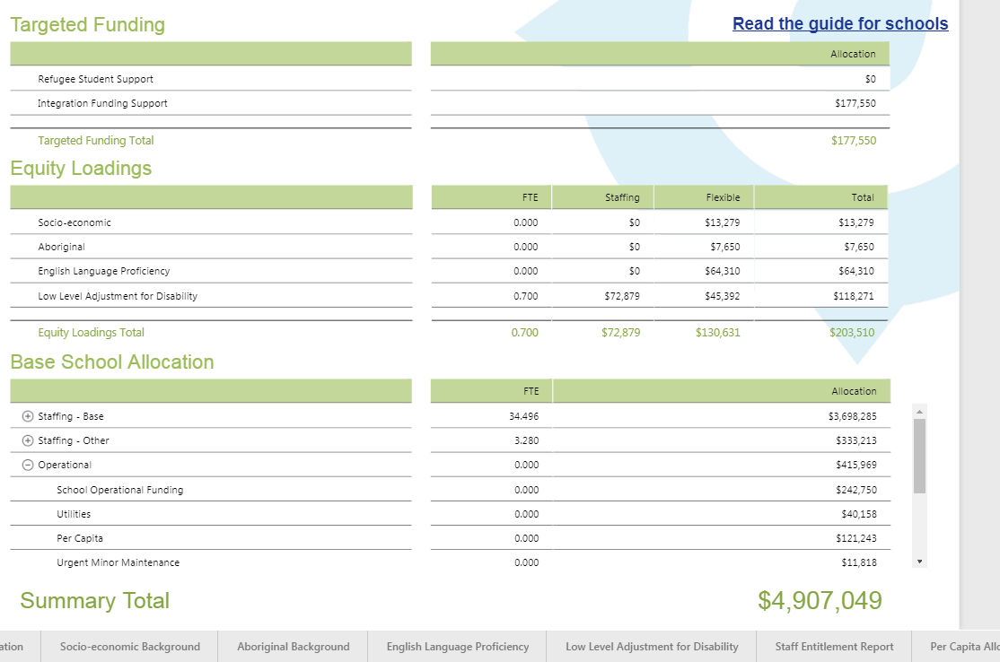 Targeted Funding
Read the guide for schools
Allocation
Refugee Student Support $0
Integration Funding Support $177,550
Targeted Funding Total $177,550
Equity Loadings
FTE Staffing Flexible Total
Socio-economic 0.000 $0 $13,279 $13,279
Aboriginal 0.000 $0 $7,650 $7,650
English Language Proficiency 0.000 $0 $64,310 $64,310
Low Level Adjustment for Disability 0.700 $72,879 $45,392 $118,271
Equity Loadings Total 0.700 $72,879 $130,631 $203,510
Base School Allocation
FTE Allocation
Staffing - Base 34.496 $3,698,285
Staffing - Other 3.280 $333,213
Operational 0.000 $415,969
School Operational Funding 0.000 $242,750
Utilities 0.000 $40,158
Per Capita 0.000 $121,243
Urgent Minor Maintenance 0.000 $11,818
Summary Total $4,907,049
ation Socio-economic Background Aboriginal Background English Language Proficiency Low Level Adjustment for Disability Staff Entitlement Report Per Capita Allo